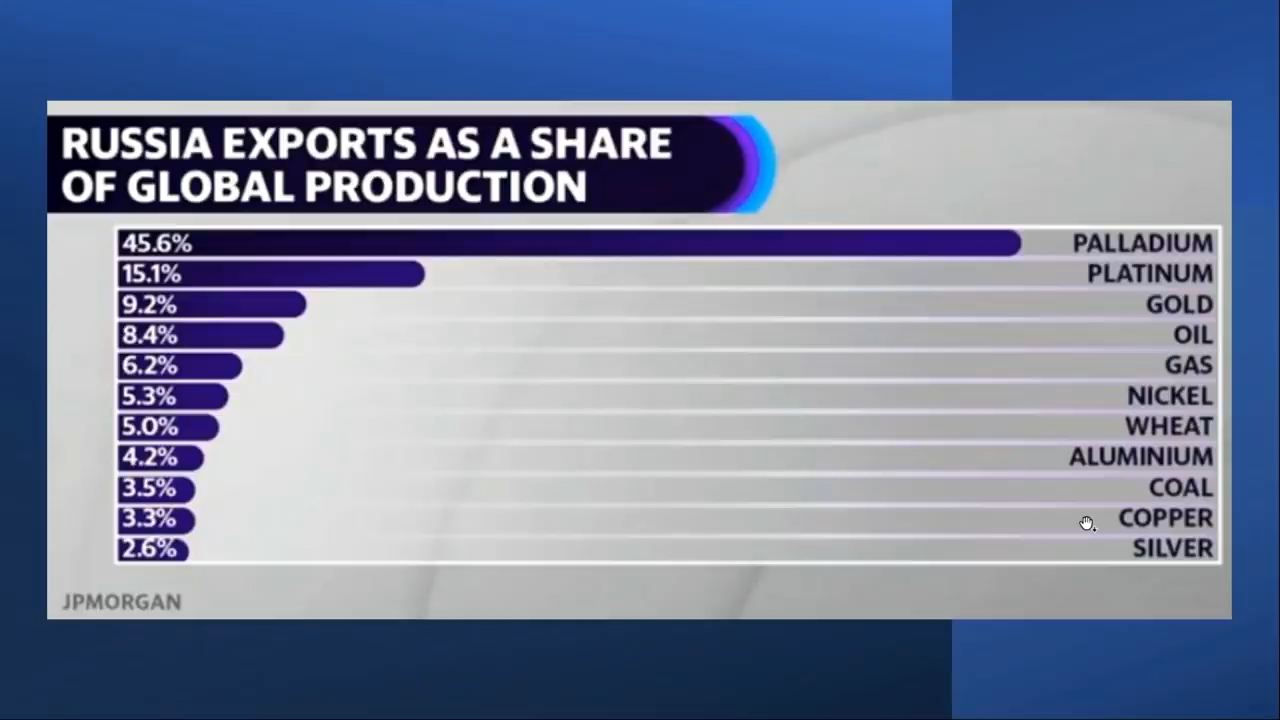 RUSSIA EXPORTS AS A SHARE
OF GLOBAL PRODUCTION
45.6% PALLADIUM
15.1% PLATINUM
9.2% GOLD
8.4% OIL
6.2% GAS
5.3% NICKEL
5.0% WHEAT
4.2% ALUMINIUM
3.5% COAL
3.3% COPPER
2.6% SILVER
JPMORGAN